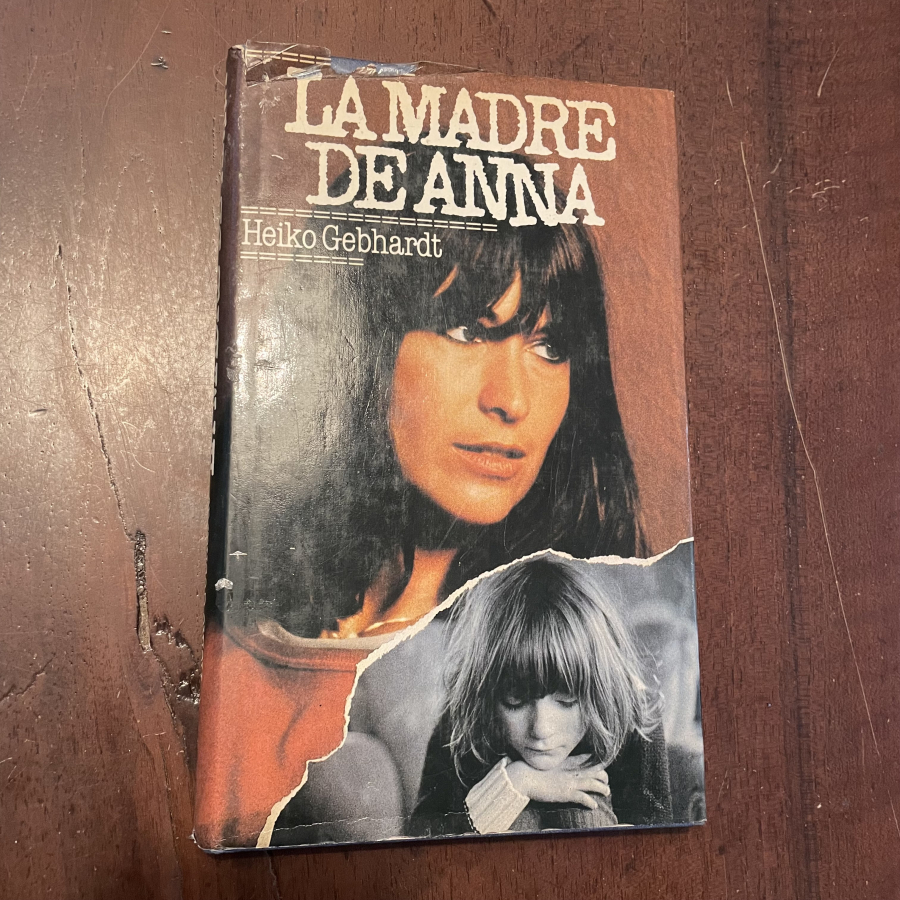 LA MADRE
DE ANNA
Heiko Gebhardt